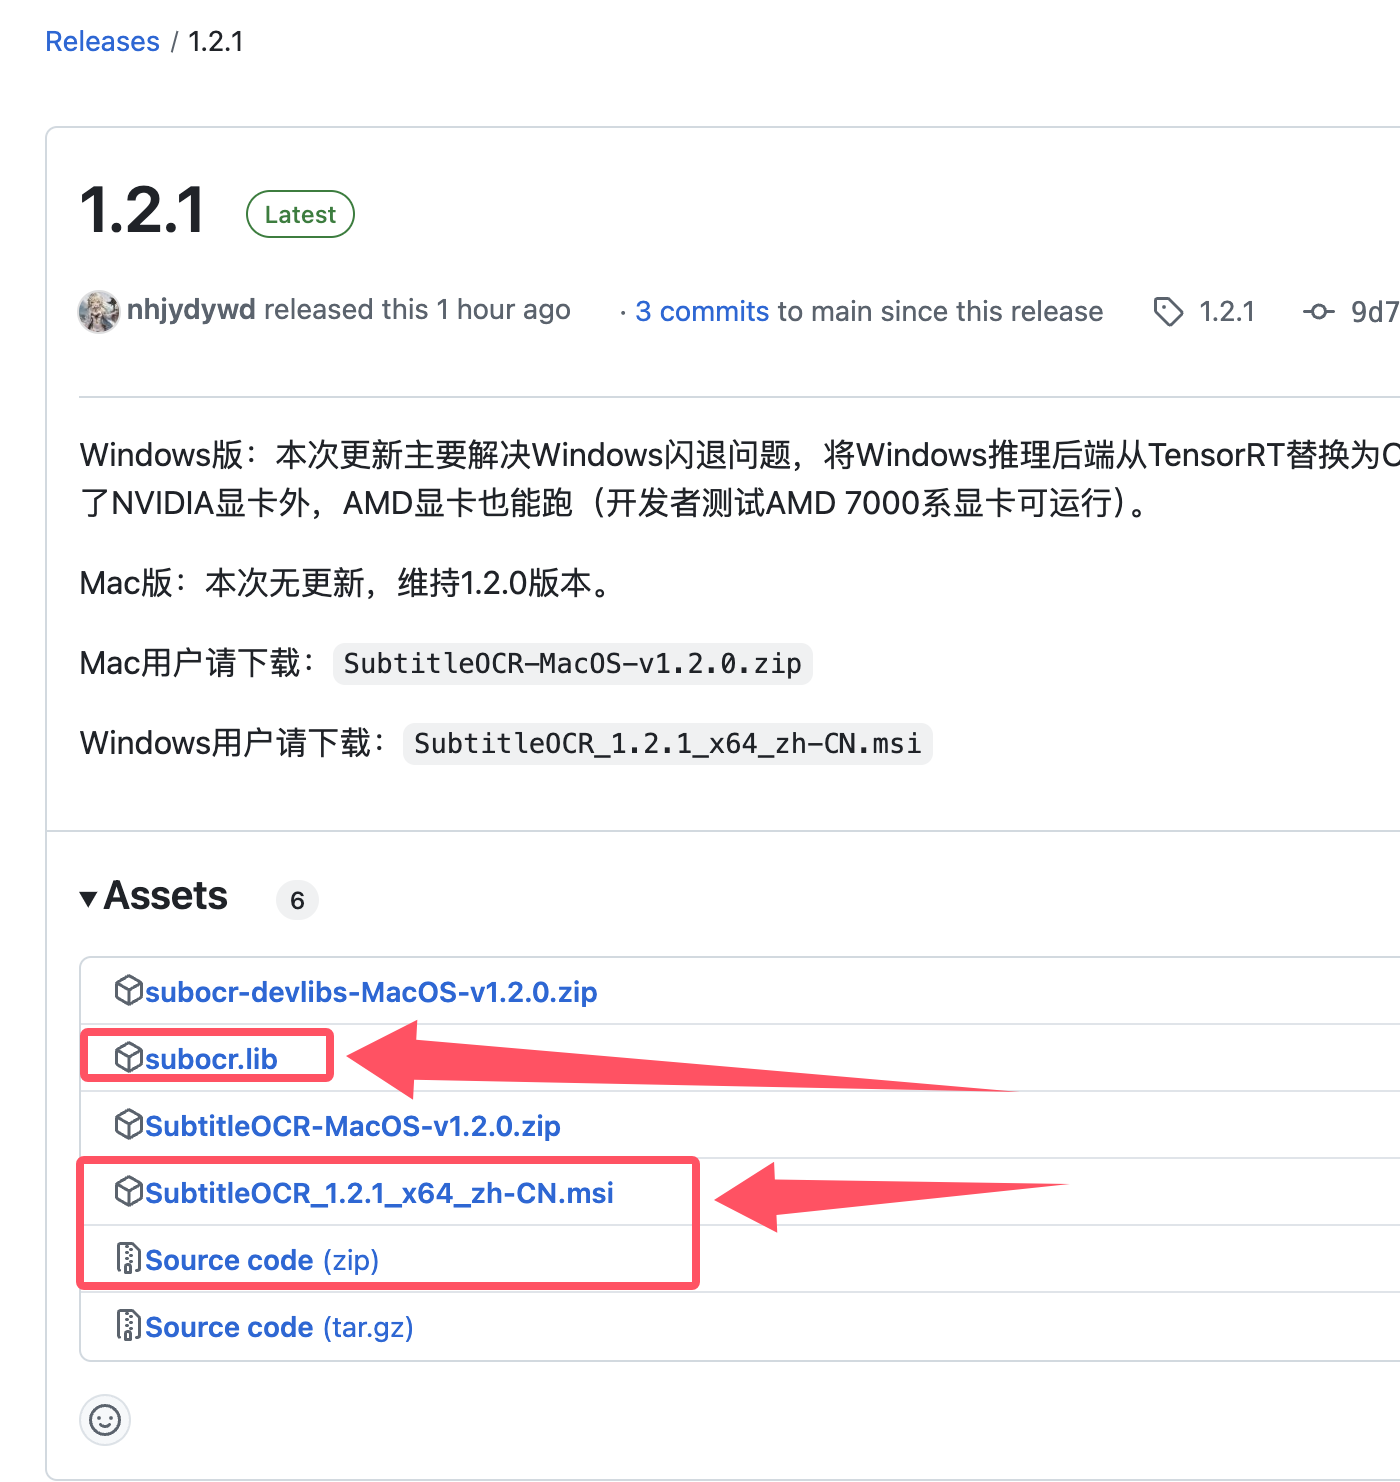 Releases / 1.2.1
1.2.1 Latest
nhjydywd released this 1 hour ago · 3 commits to main since this release 1.2.1 9d7
Windows版：本次更新主要解决Windows闪退问题，将Windows推理后端从TensorRT替换为
了NVIDIA显卡外，AMD显卡也能跑（开发者测试AMD 7000系显卡可运行）。
Mac版：本次无更新，维持1.2.0版本。
Mac用户请下载： SubtitleOCR-MacOS-v1.2.0.zip
Windows用户请下载： SubtitleOCR_1.2.1_x64_zh-CN.msi
Assets 6
subocr-devlibs-MacOS-v1.2.0.zip
subocr.lib
SubtitleOCR-MacOS-v1.2.0.zip
SubtitleOCR_1.2.1_x64_zh-CN.msi
Source code (zip)
Source code (tar.gz)